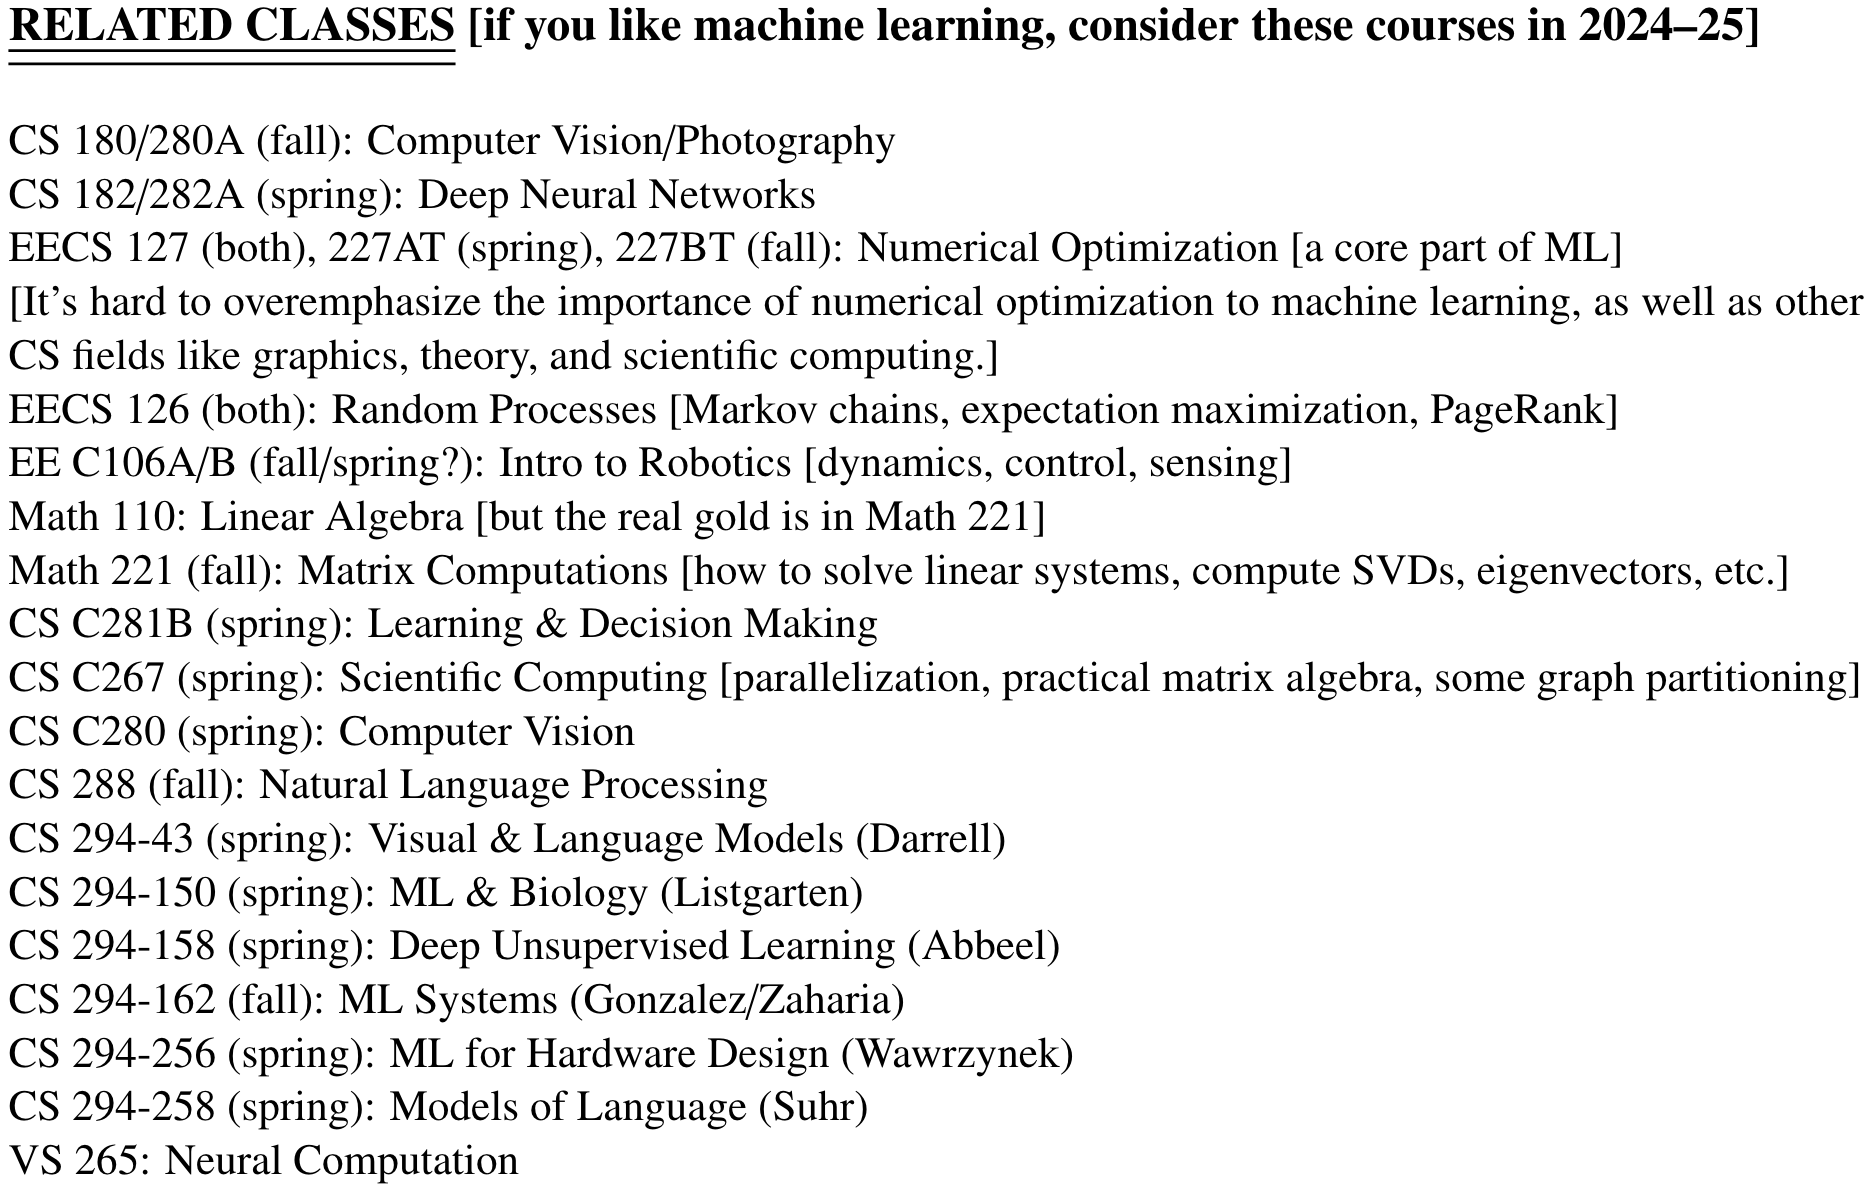 RELATED CLASSES [if you like machine learning, consider these courses in 2024–25]
CS 180/280A (fall): Computer Vision/Photography
CS 182/282A (spring): Deep Neural Networks
EECS 127 (both), 227AT (spring), 227BT (fall): Numerical Optimization [a core part of ML]
[It’s hard to overemphasize the importance of numerical optimization to machine learning, as well as other
CS fields like graphics, theory, and scientific computing.]
EECS 126 (both): Random Processes [Markov chains, expectation maximization, PageRank]
EE C106A/B (fall/spring?): Intro to Robotics [dynamics, control, sensing]
Math 110: Linear Algebra [but the real gold is in Math 221]
Math 221 (fall): Matrix Computations [how to solve linear systems, compute SVDs, eigenvectors, etc.]
CS C281B (spring): Learning & Decision Making
CS C267 (spring): Scientific Computing [parallelization, practical matrix algebra, some graph partitioning]
CS C280 (spring): Computer Vision
CS 288 (fall): Natural Language Processing
CS 294-43 (spring): Visual & Language Models (Darrell)
CS 294-150 (spring): ML & Biology (Listgarten)
CS 294-158 (spring): Deep Unsupervised Learning (Abbeel)
CS 294-162 (fall): ML Systems (Gonzalez/Zaharia)
CS 294-256 (spring): ML for Hardware Design (Wawrzynek)
CS 294-258 (spring): Models of Language (Suhr)
VS 265: Neural Computation